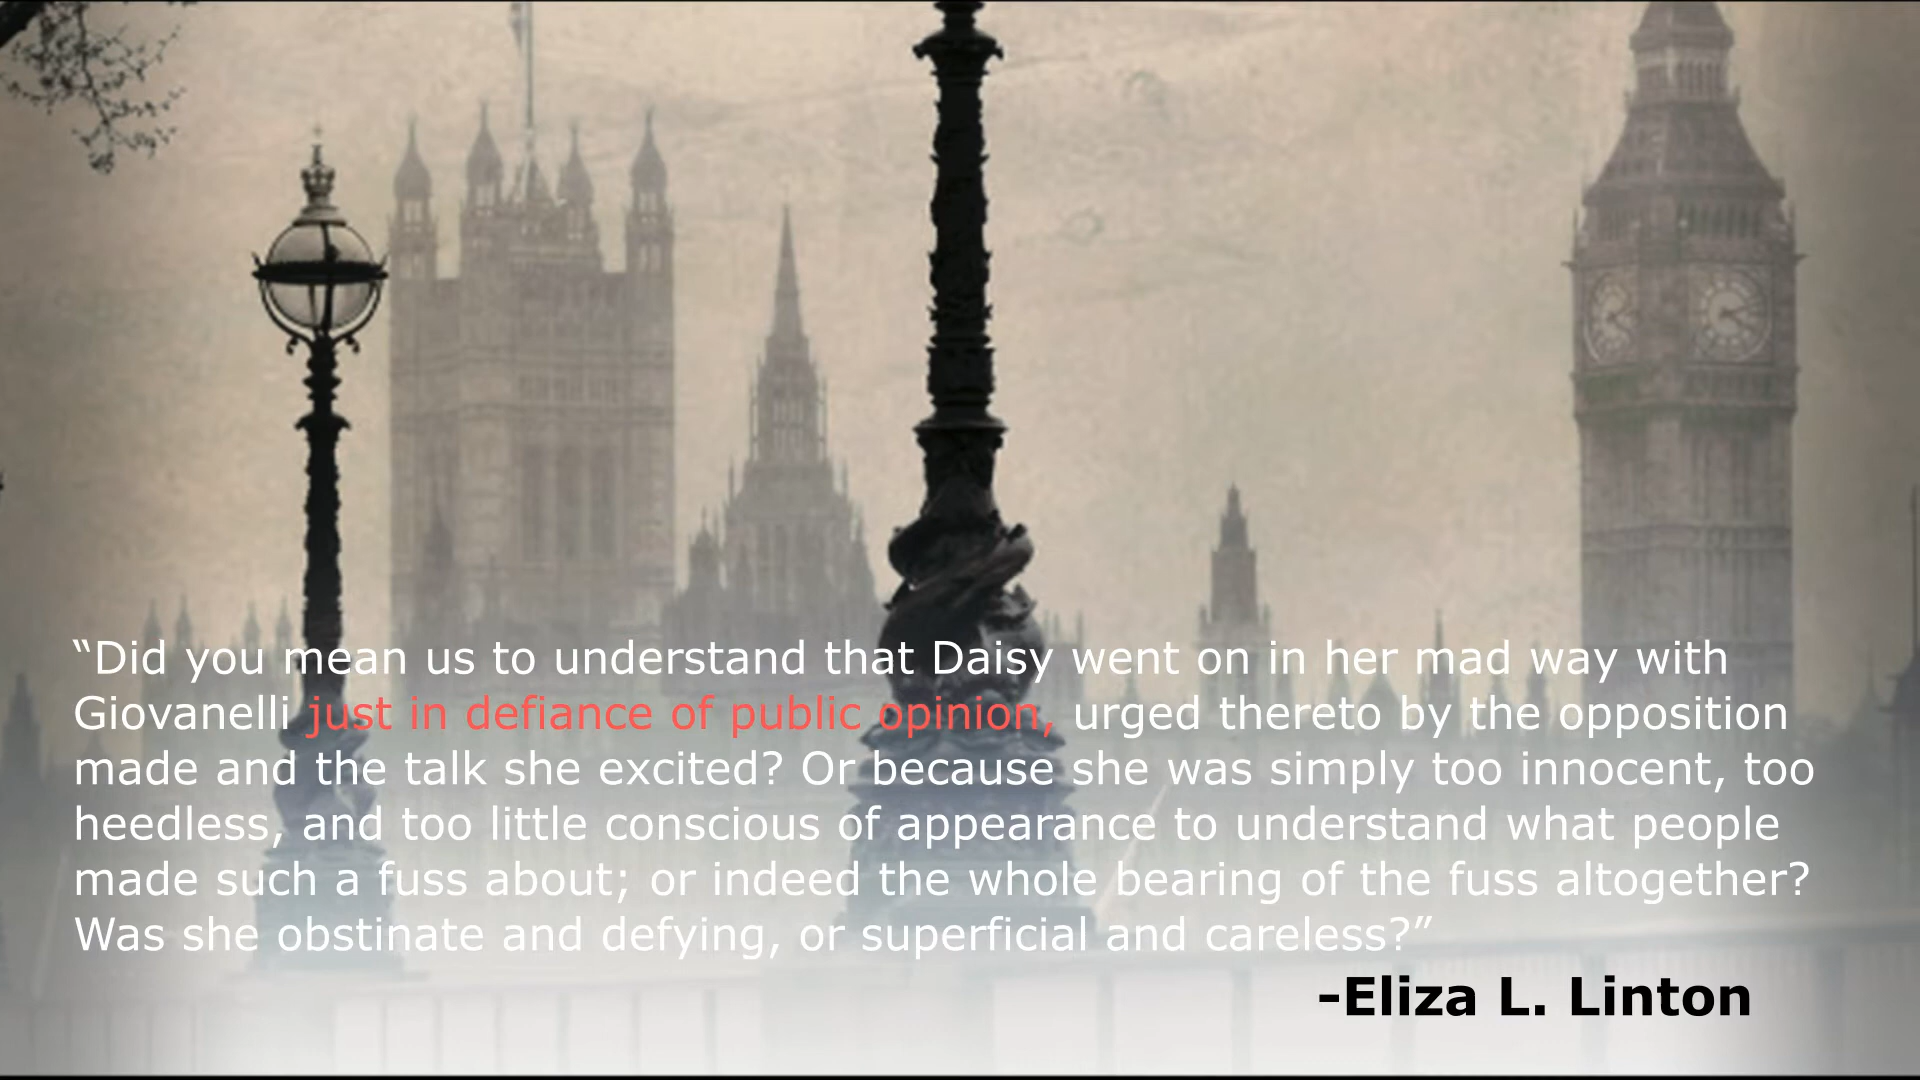 “Did you mean us to understand that Daisy went on in her mad way with
Giovanelli just in defiance of public opinion, urged thereto by the opposition
made and the talk she excited? Or because she was simply too innocent, too
heedless, and too little conscious of appearance to understand what people
made such a fuss about; or indeed the whole bearing of the fuss altogether?
Was she obstinate and defying, or superficial and careless?”
-Eliza L. Linton